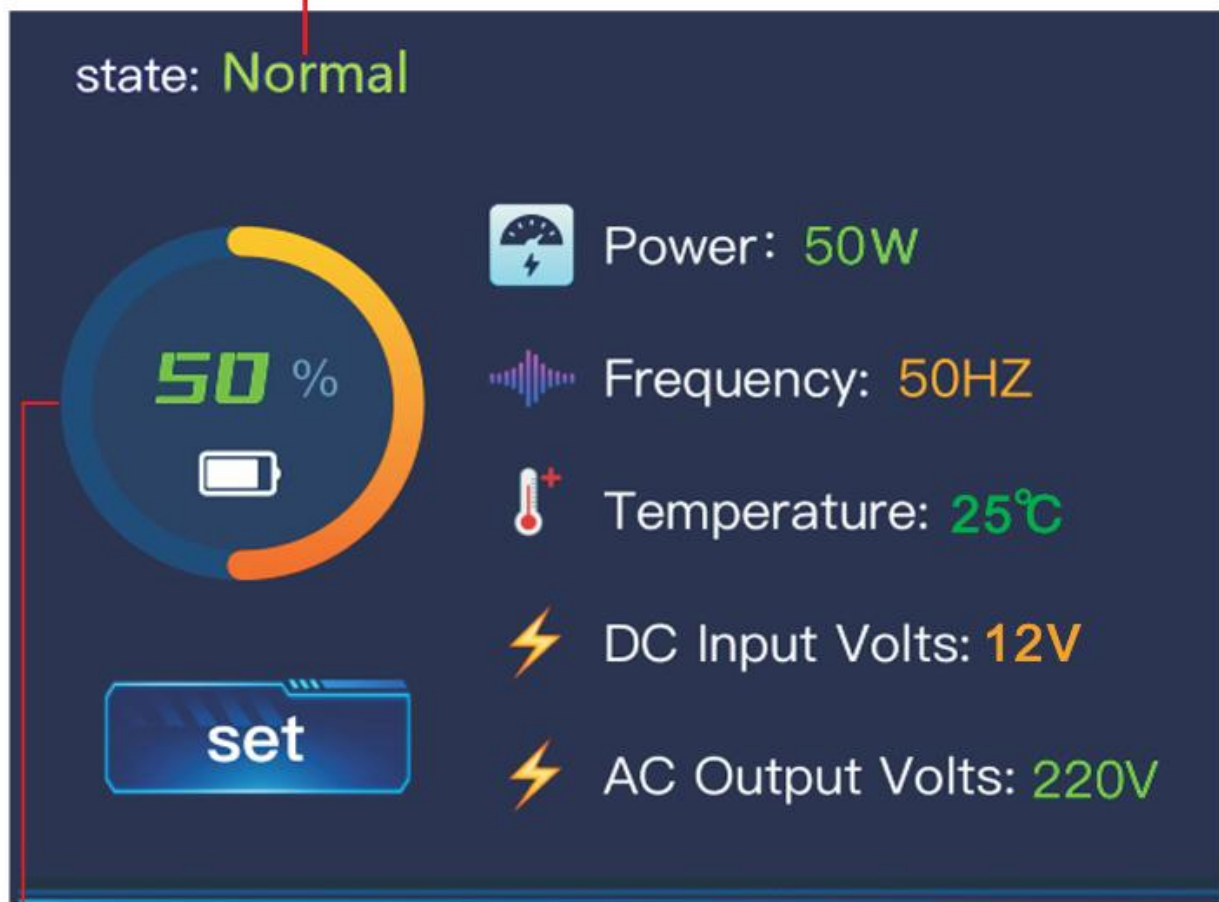 state: Normal
Power: 50W
50 %
Frequency: 50HZ
Temperature: 25℃
DC Input Volts: 12V
set
AC Output Volts: 220V